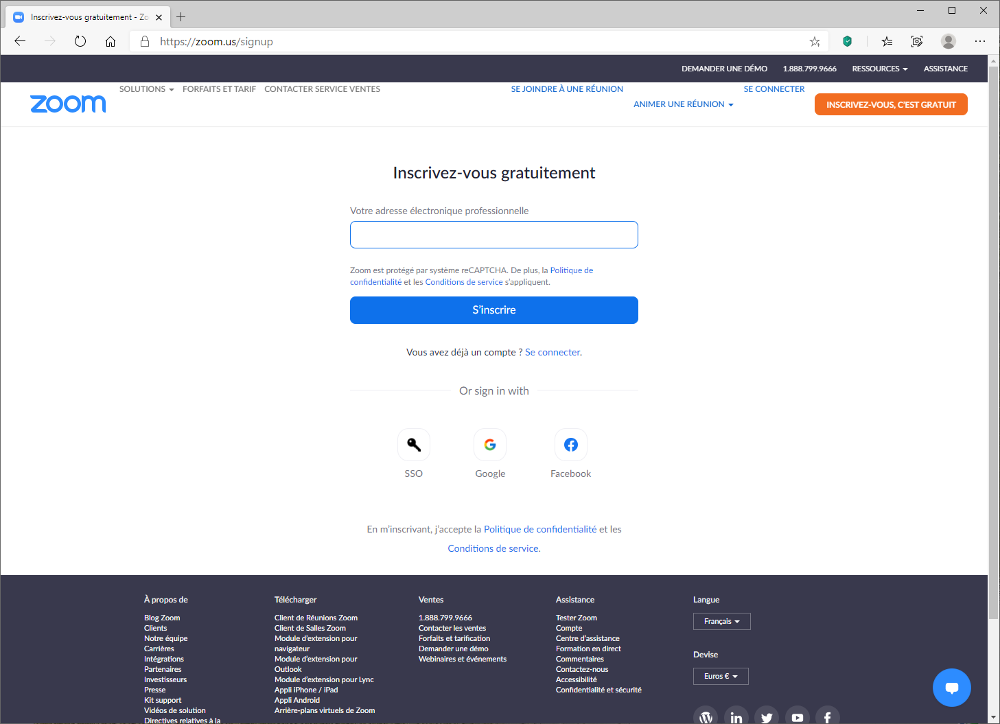 Inscrivez-vous gratuitement - Zo
https://zoom.us/signup
DEMANDER UNE DÉMO 1.888.799.9666 RESSOURCES ASSISTANCE
zoom
SOLUTIONS FORFAITS ET TARIF CONTACTER SERVICE VENTES SE JOINDRE À UNE RÉUNION SE CONNECTER
ANIMER UNE RÉUNION
INSCRIVEZ-VOUS, C'EST GRATUIT
Inscrivez-vous gratuitement
Votre adresse électronique professionnelle
Zoom est protégé par système reCAPTCHA. De plus, la Politique de
confidentialité et les Conditions de service s'appliquent.
S'inscrire
Vous avez déjà un compte ? Se connecter.
Or sign in with
SSO Google Facebook
En m'inscrivant, j'accepte la Politique de confidentialité et les
Conditions de service.
À propos de
Blog Zoom
Clients
Notre équipe
Carrières
Intégrations
Partenaires
Investisseurs
Presse
Kit support
Vidéos de solution
Directives relatives à la
Télécharger
Client de Réunions Zoom
Client de Salles Zoom
Module d'extension pour
navigateur
Module d'extension pour
Outlook
Module d'extension pour Lync
Appli iPhone / iPad
Appli Android
Arrière-plans virtuels de Zoom
Ventes
1.888.799.9666
Contacter les ventes
Forfaits et tarification
Demander une démo
Webinaires et événements
Assistance
Tester Zoom
Compte
Centre d'assistance
Formation en direct
Commentaires
Contactez-nous
Accessibilité
Confidentialité et sécurité
Langue
Français
Devise
Euros €